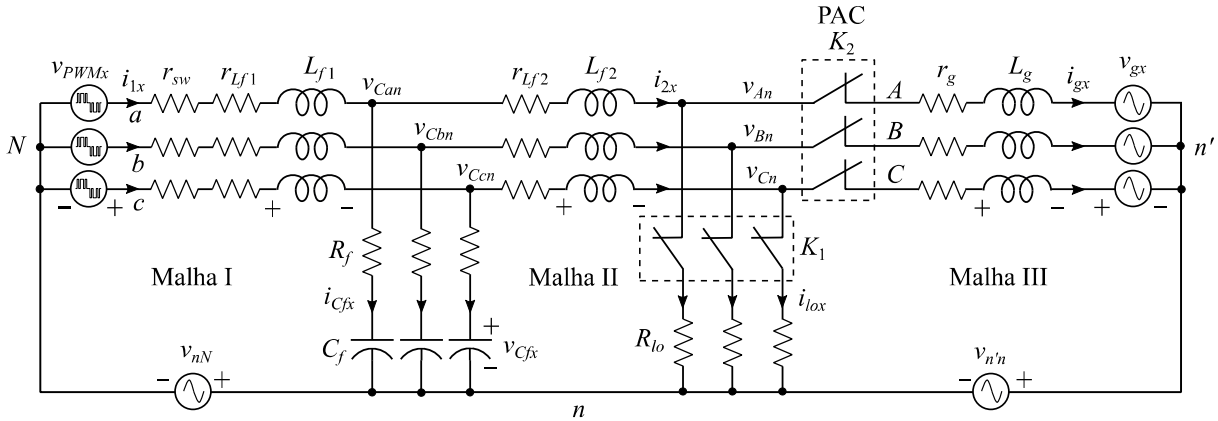 PAC
K2
vPWMx
i1x
rsw
rLf1
Lf1
vCan
rLf2
Lf2
i2x
vAn
A
rg
Lg
igx
vgx
a
N
vCbn
vBn
B
n'
b
vCcn
vCn
C
- + c
+ -
+ -
+ -
+ -
Rf
K1
Malha I
Malha II
Malha III
iCfx
ilox
Cf
+
vCfx
-
Rlo
vnN
- +
vn'n
- +
n